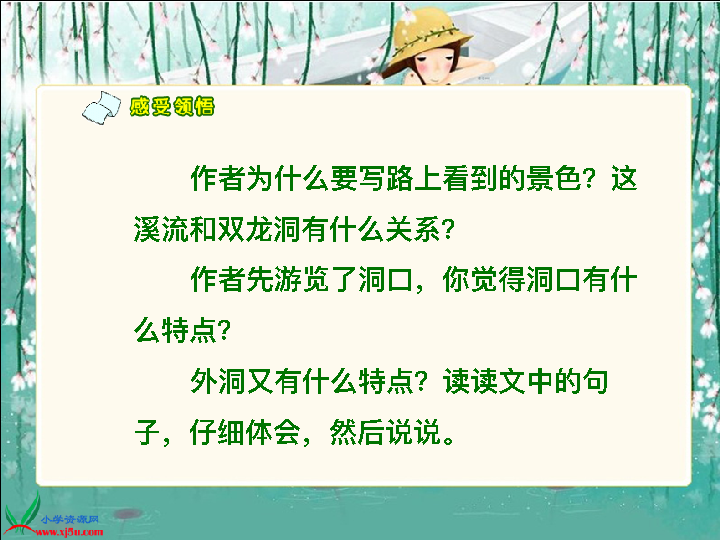 感受领悟
作者为什么要写路上看到的景色？这
溪流和双龙洞有什么关系？
作者先游览了洞口，你觉得洞口有什
么特点？
外洞又有什么特点？读读文中的句
子，仔细体会，然后说说。
小学资源网
www.xj5u.com